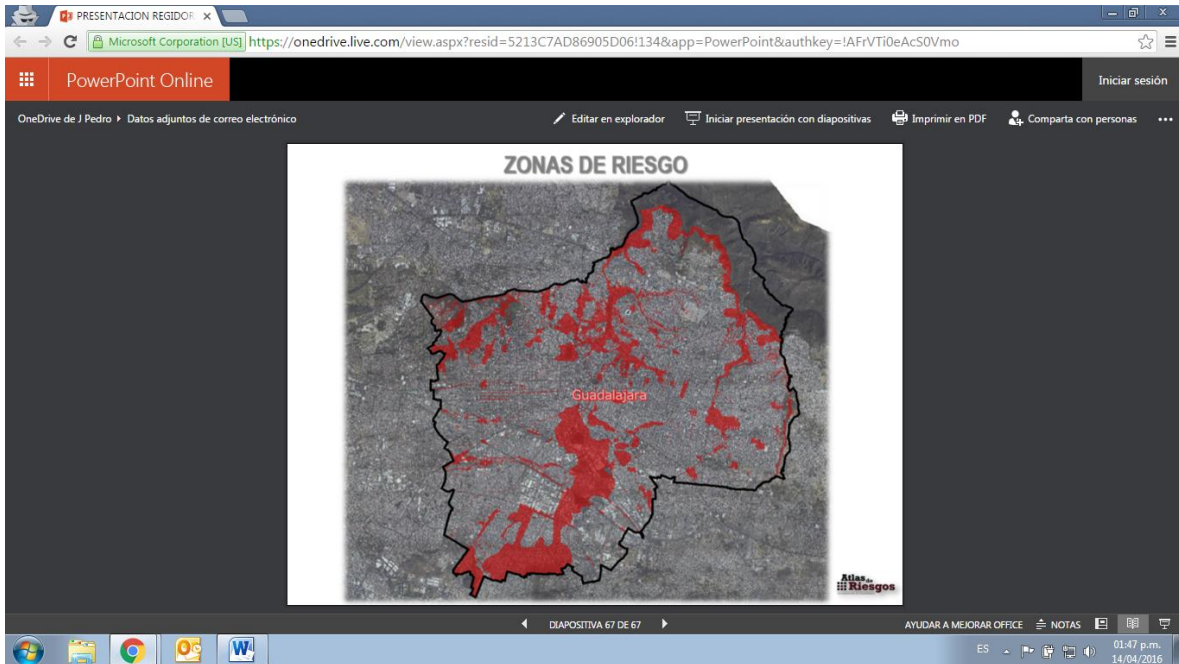 PRESENTACION REGIDOR
Microsoft Corporation [US] https://onedrive.live.com/view.aspx?resid=5213C7AD86905D06!134&app=PowerPoint&authkey=!AFrVTi0eAcS0Vmo
PowerPoint Online
Iniciar sesión
OneDrive de J Pedro ▸ Datos adjuntos de correo electrónico
Editar en explorador
Iniciar presentación con diapositivas
Imprimir en PDF
Comparta con personas
ZONAS DE RIESGO
Guadalajara
Atlas de
Riesgos
DIAPOSITIVA 67 DE 67
AYUDAR A MEJORAR OFFICE
NOTAS
ES
01:47 p.m.
14/04/2016